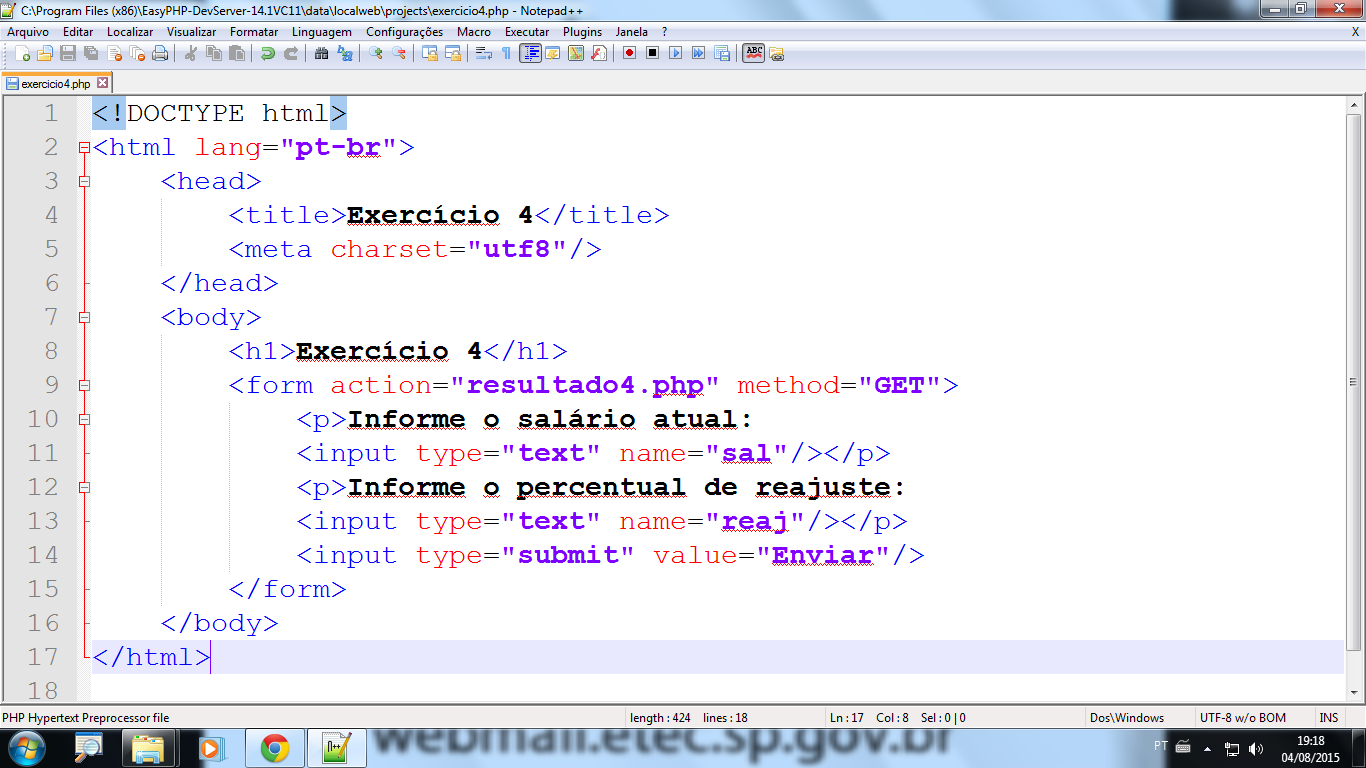 C:\Program Files (x86)\EasyPHP-DevServer-14.1VC11\data\localweb\projects\exercicio4.php - Notepad++
Arquivo Editar Localizar Visualizar Formatar Linguagem Configurações Macro Executar Plugins Janela ? X
ABC
exercicio4.php
1 <!DOCTYPE html>
2 <html lang="pt-br">
3 <head>
4 <title>Exercício 4</title>
5 <meta charset="utf8"/>
6 </head>
7 <body>
8 <h1>Exercício 4</h1>
9 <form action="resultado4.php" method="GET">
10 <p>Informe o salário atual:
11 <input type="text" name="sal"/></p>
12 <p>Informe o percentual de reajuste:
13 <input type="text" name="reaj"/></p>
14 <input type="submit" value="Enviar"/>
15 </form>
16 </body>
17 </html>
18
PHP Hypertext Preprocessor file length : 424 lines : 18 Ln : 17 Col : 8 Sel : 0 | 0 Dos\Windows UTF-8 w/o BOM INS
webmail.etec.sp.gov.br
PT 19:18
04/08/2015